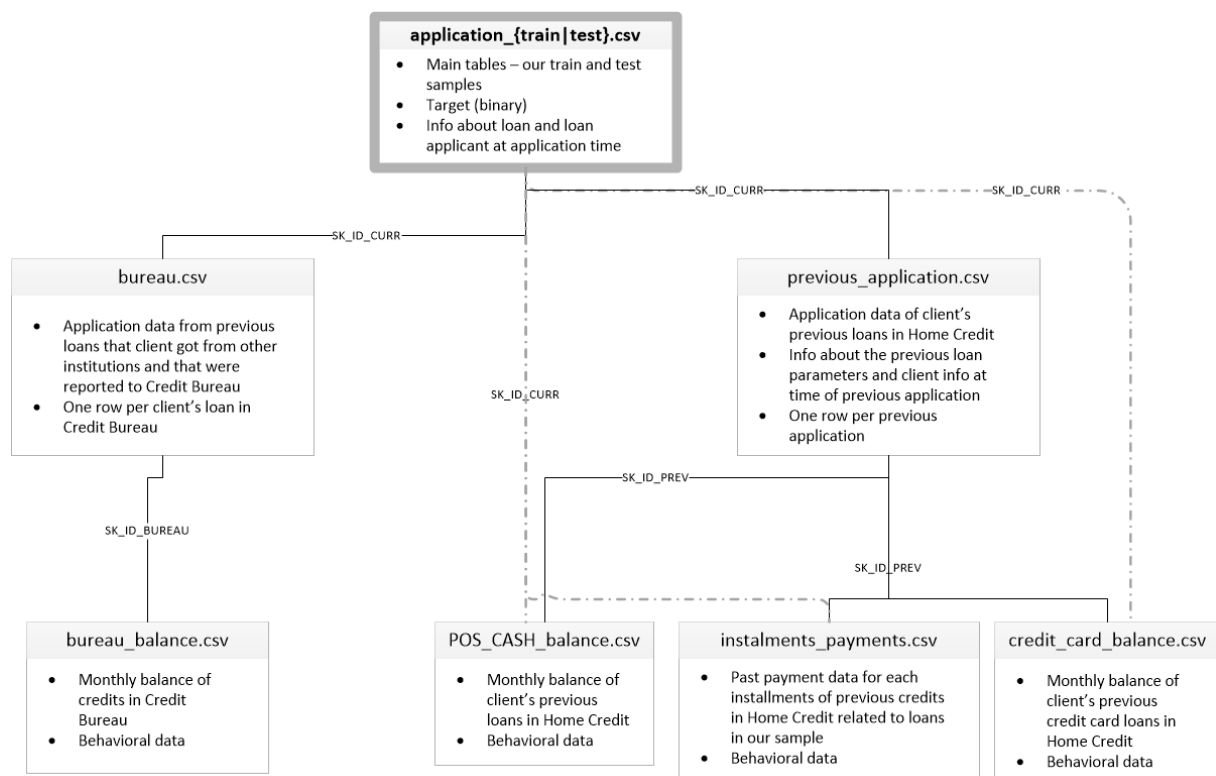 application_{train|test}.csv
Main tables – our train and test
samples
Target (binary)
Info about loan and loan
applicant at application time
SK_ID_CURR
SK_ID_CURR
SK_ID_CURR
bureau.csv
Application data from previous
loans that client got from other
institutions and that were
reported to Credit Bureau
One row per client's loan in
Credit Bureau
previous_application.csv
Application data of client's
previous loans in Home Credit
Info about the previous loan
parameters and client info at
time of previous application
One row per previous
application
SK_ID_CURR
SK_ID_PREV
SK_ID_BUREAU
SK_ID_PREV
bureau_balance.csv
Monthly balance of
credits in Credit
Bureau
Behavioral data
POS_CASH_balance.csv
Monthly balance of
client's previous
loans in Home Credit
Behavioral data
instalments_payments.csv
Past payment data for each
installments of previous credits
in Home Credit related to loans
in our sample
Behavioral data
credit_card_balance.csv
Monthly balance of
client's previous
credit card loans in
Home Credit
Behavioral data